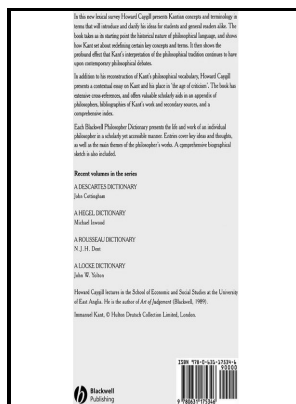 In this new lexical survey Howard Caygill presents Kantian concepts and terminology in
terms that will introduce and clarify his ideas for students and general readers alike. The
book takes as its starting point the historical nature of philosophical language, and shows
how Kant set about redefining certain key concepts and terms. It then shows the
profound effect that Kant's interpretation of the philosophical tradition continues to have
upon contemporary philosophical debates.
In addition to his reconstruction of Kant's philosophical vocabulary, Howard Caygill
presents a contextual essay on Kant and his place in 'the age of criticism'. The book has
extensive cross-references, and offers valuable scholarly aids in an appendix of
philosophers, bibliographies of Kant's work and secondary sources, and a
comprehensive index.
Each Blackwell Philosopher Dictionary presents the life and work of an individual
philosopher in a scholarly yet accessible manner. Entries cover key ideas and thoughts,
as well as the main themes of the philosopher's works. A comprehensive biographical
sketch is also included.
Recent volumes in the series
A DESCARTES DICTIONARY
John Cottingham
A HEGEL DICTIONARY
Michael Inwood
A ROUSSEAU DICTIONARY
N. J. H. Dent
A LOCKE DICTIONARY
John W. Yolton
Howard Caygill lectures in the School of Economic and Social Studies at the University
of East Anglia. He is the author of Art of Judgement (Blackwell, 1989).
Immanuel Kant, © Hulton Deutsch Collection Limited, London.
ISBN 978-0-631-17534-6
90000
9 780631 175346
Blackwell
Publishing